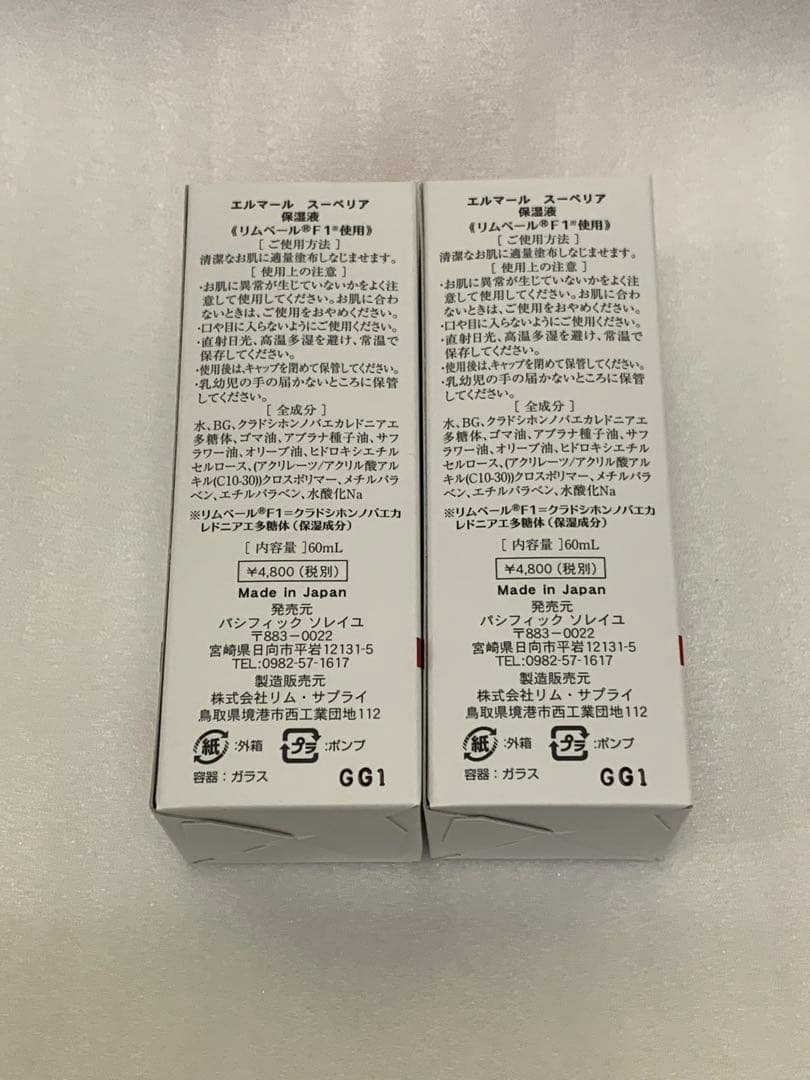 エルマール スーペリア
保湿液
《リムベール®F1※使用》
[ ご使用方法 ]
清潔なお肌に適量塗布しなじませます。
[ 使用上の注意 ]
・お肌に異常が生じていないかをよく注
意して使用してください。お肌に合わ
ないときは、ご使用をおやめください。
・口や目に入らないようにご使用ください。
・直射日光、高温多湿を避け、常温で
保存してください。
・使用後は、キャップを閉めて保管してください。
・乳幼児の手の届かないところに保管
してください。
[ 全成分 ]
水、BG、クラドシホンノバエカレドニアエ
多糖体、ゴマ油、アブラナ種子油、サフ
ラワー油、オリーブ油、ヒドロキシエチル
セルロース、(アクリレーツ/アクリル酸アル
キル(C10-30))クロスポリマー、メチルパラ
ベン、エチルパラベン、水酸化Na
※リムベール®F1＝クラドシホンノバエカ
レドニアエ多糖体（保湿成分）
[ 内容量 ]60mL
￥4,800（税別）
Made in Japan
発売元
パシフィック ソレイユ
〒883−0022
宮崎県日向市平岩12131-5
TEL:0982-57-1617
製造販売元
株式会社リム・サプライ
鳥取県境港市西工業団地112
紙:外箱 プラ:ポンプ
容器：ガラス GG1
エルマール スーペリア
保湿液
《リムベール®F1※使用》
[ ご使用方法 ]
清潔なお肌に適量塗布しなじませます。
[ 使用上の注意 ]
・お肌に異常が生じていないかをよく注
意して使用してください。お肌に合わ
ないときは、ご使用をおやめください。
・口や目に入らないようにご使用ください。
・直射日光、高温多湿を避け、常温で
保存してください。
・使用後は、キャップを閉めて保管してください。
・乳幼児の手の届かないところに保管
してください。
[ 全成分 ]
水、BG、クラドシホンノバエカレドニアエ
多糖体、ゴマ油、アブラナ種子油、サフ
ラワー油、オリーブ油、ヒドロキシエチル
セルロース、(アクリレーツ/アクリル酸アル
キル(C10-30))クロスポリマー、メチルパラ
ベン、エチルパラベン、水酸化Na
※リムベール®F1＝クラドシホンノバエカ
レドニアエ多糖体（保湿成分）
[ 内容量 ]60mL
￥4,800（税別）
Made in Japan
発売元
パシフィック ソレイユ
〒883−0022
宮崎県日向市平岩12131-5
TEL:0982-57-1617
製造販売元
株式会社リム・サプライ
鳥取県境港市西工業団地112
紙:外箱 プラ:ポンプ
容器：ガラス GG1